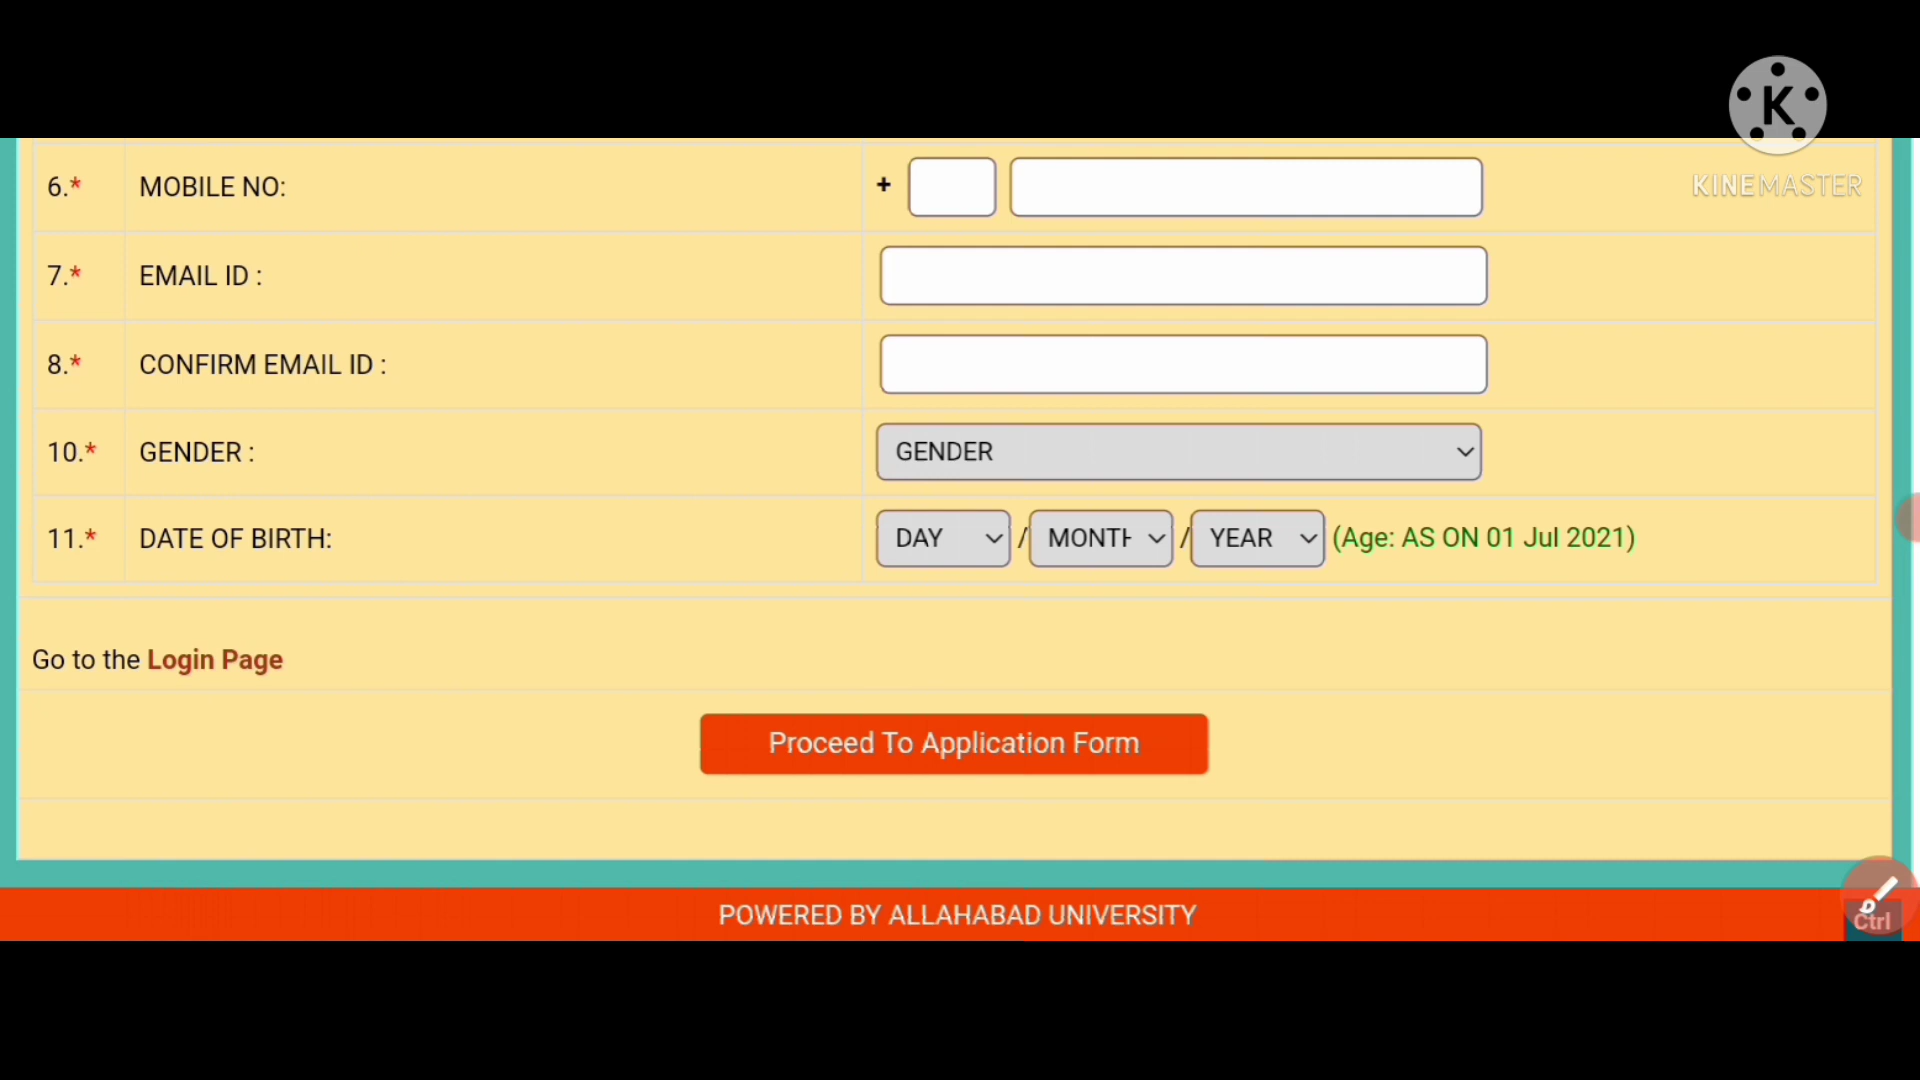 K
KINEMASTER
6.* MOBILE NO: +
7.* EMAIL ID :
8.* CONFIRM EMAIL ID :
10.* GENDER : GENDER
11.* DATE OF BIRTH: DAY / MONTH / YEAR (Age: AS ON 01 Jul 2021)
Go to the Login Page
Proceed To Application Form
POWERED BY ALLAHABAD UNIVERSITY
Ctrl